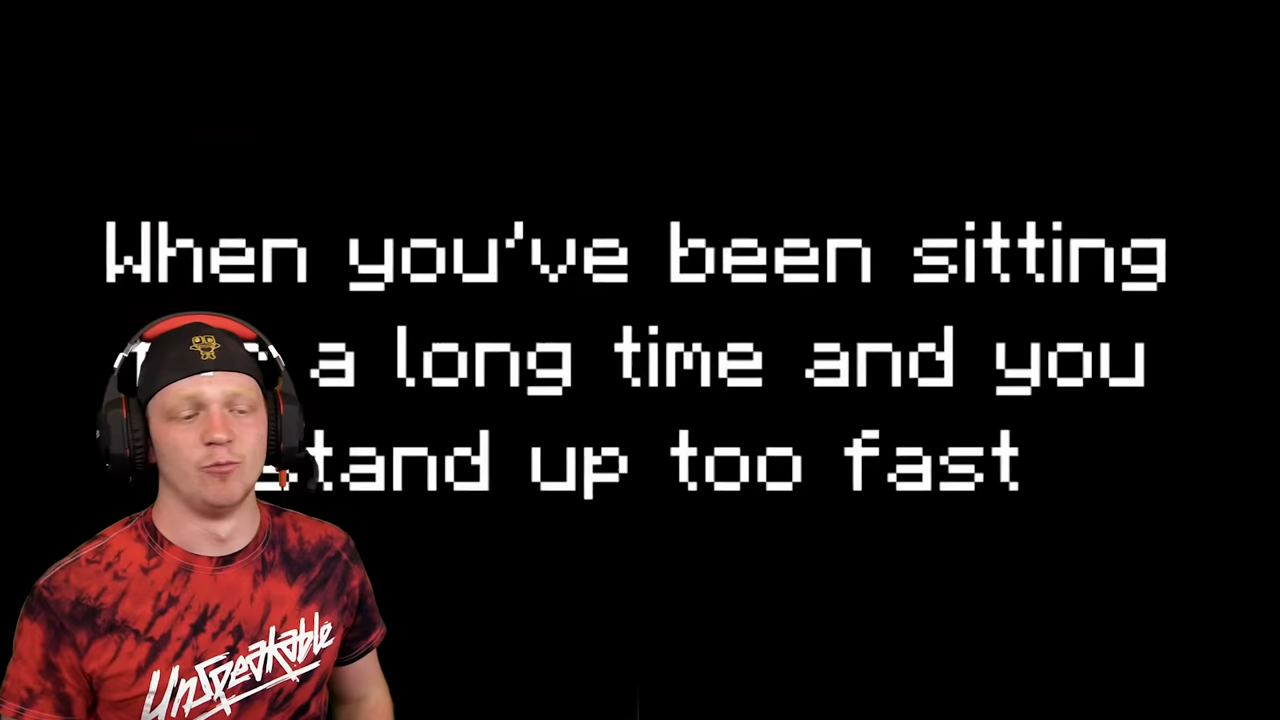 When you've been sitting
a long time and you
stand up too fast
Unspeakable